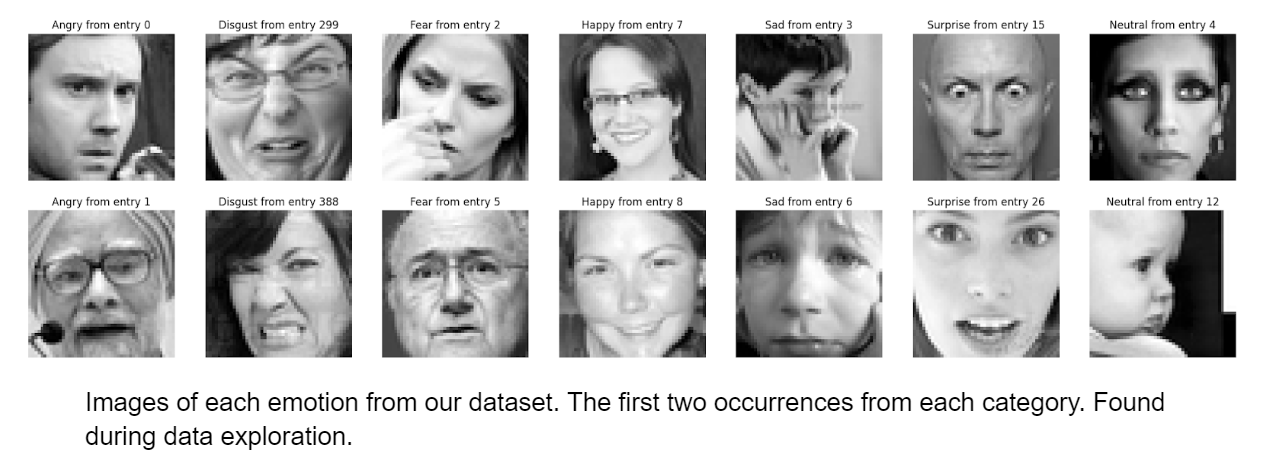 Angry from entry 0
Disgust from entry 299
Fear from entry 2
Happy from entry 7
Sad from entry 3
Surprise from entry 15
Neutral from entry 4
Angry from entry 1
Disgust from entry 388
Fear from entry 5
Happy from entry 8
Sad from entry 6
Surprise from entry 26
Neutral from entry 12
Images of each emotion from our dataset. The first two occurrences from each category. Found
during data exploration.